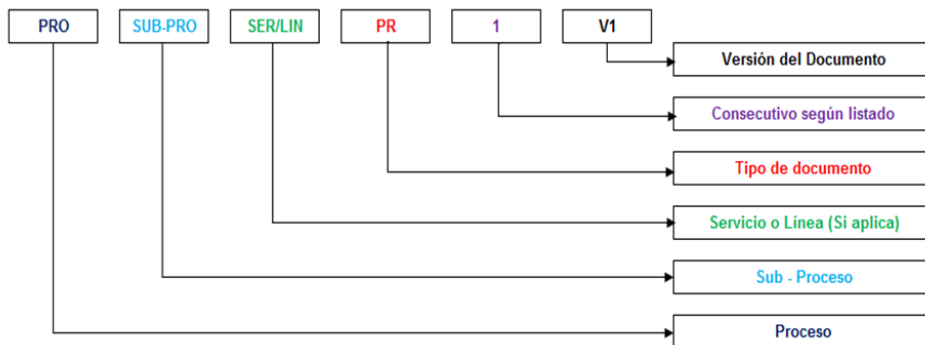 PRO SUB-PRO SER/LIN PR 1 V1
Versión del Documento
Consecutivo según listado
Tipo de documento
Servicio o Línea (Si aplica)
Sub - Proceso
Proceso